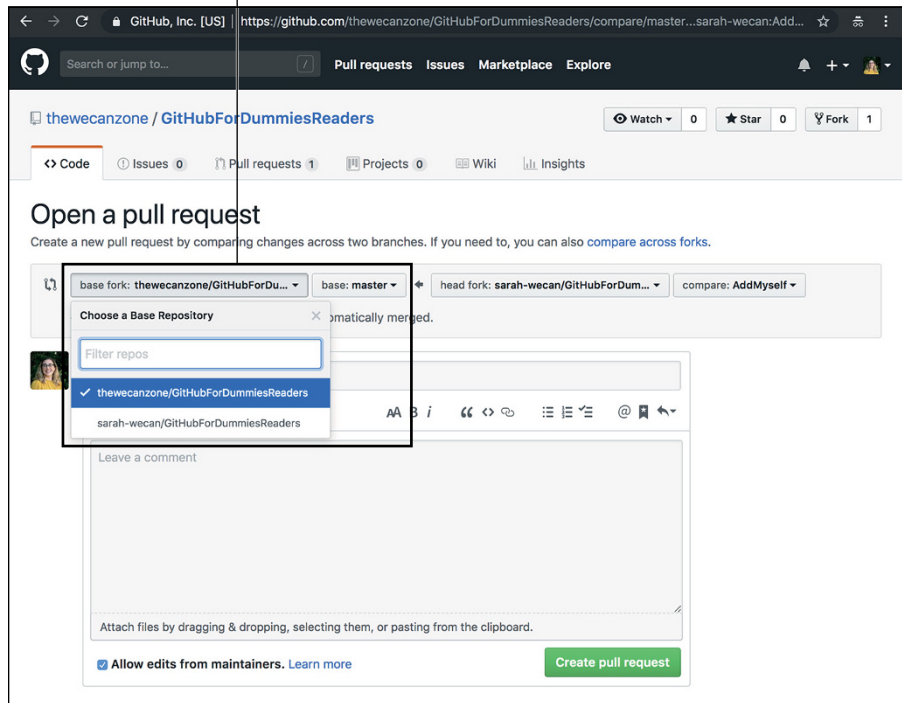 GitHub, Inc. [US] | https://github.com/thewecanzone/GitHubForDummiesReaders/compare/master...sarah-wecan:Add...
Search or jump to... / Pull requests Issues Marketplace Explore
thewecanzone / GitHubForDummiesReaders Watch 0 Star 0 Fork 1
Code Issues 0 Pull requests 1 Projects 0 Wiki Insights
Open a pull request
Create a new pull request by comparing changes across two branches. If you need to, you can also compare across forks.
base fork: thewecanzone/GitHubForDu... base: master head fork: sarah-wecan/GitHubForDum... compare: AddMyself
Choose a Base Repository
merged.
Filter repos
thewecanzone/GitHubForDummiesReaders
AA B i
sarah-wecan/GitHubForDummiesReaders
Leave a comment
Attach files by dragging & dropping, selecting them, or pasting from the clipboard.
Allow edits from maintainers. Learn more Create pull request